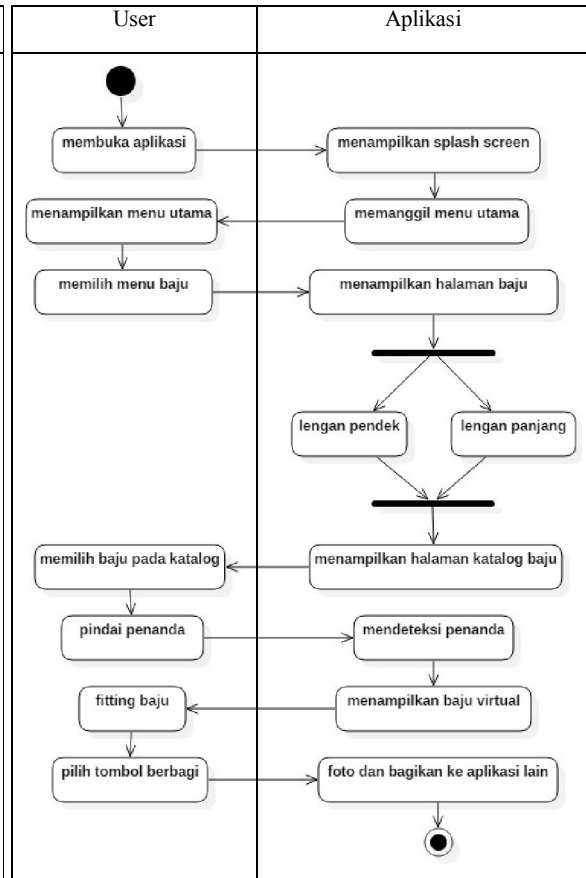 User
Aplikasi
membuka aplikasi
menampilkan splash screen
menampilkan menu utama
memanggil menu utama
memilih menu baju
menampilkan halaman baju
lengan pendek
lengan panjang
memilih baju pada katalog
menampilkan halaman katalog baju
pindai penanda
mendeteksi penanda
fitting baju
menampilkan baju virtual
pilih tombol berbagi
foto dan bagikan ke aplikasi lain